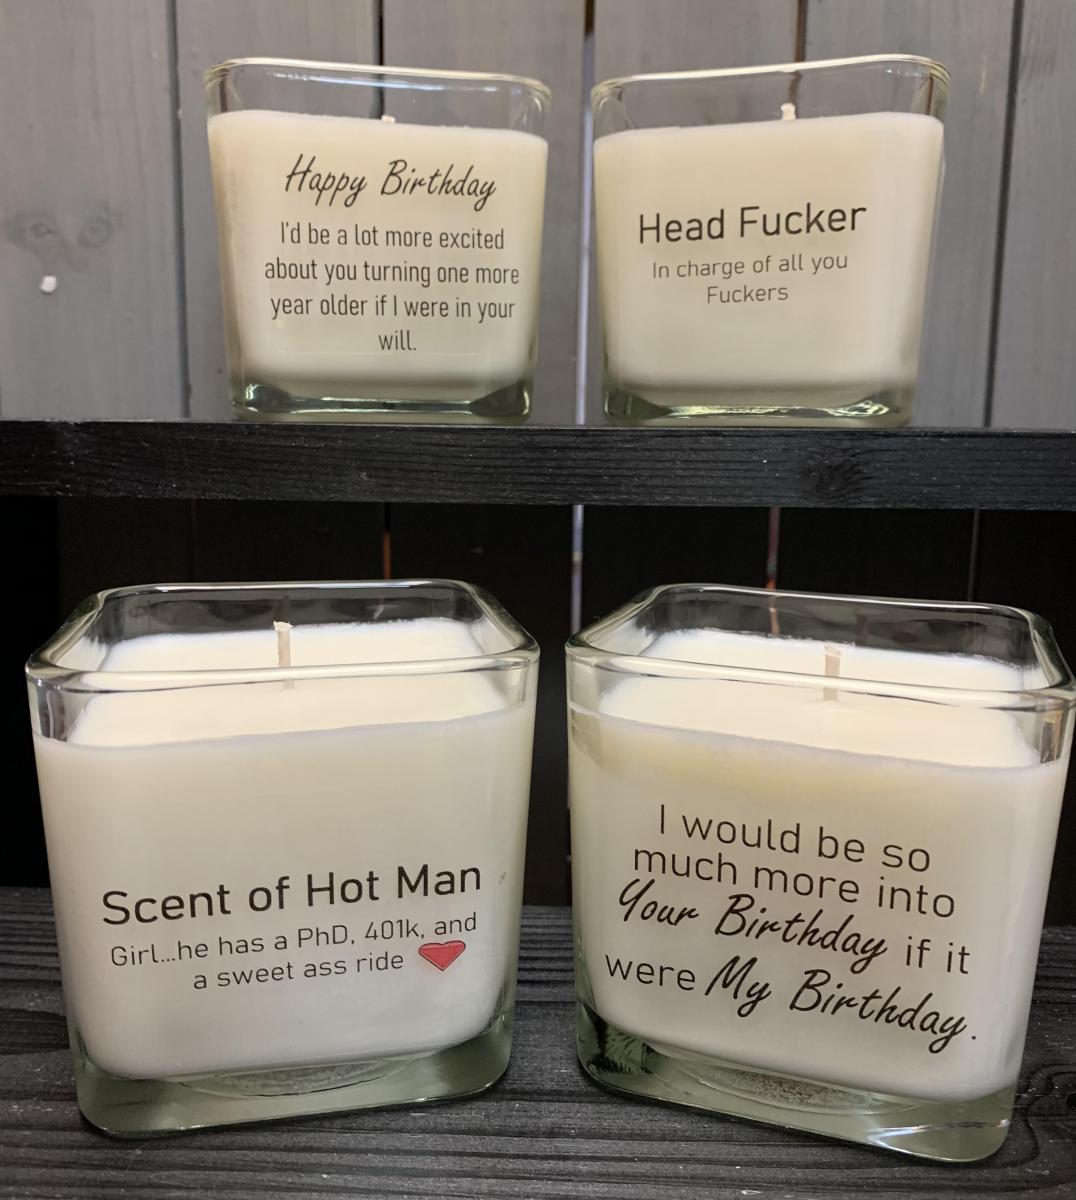 Happy Birthday
I'd be a lot more excited
about you turning one more
year older if I were in your
will.
Head Fucker
In charge of all you
Fuckers
Scent of Hot Man
Girl...he has a PhD, 401k, and
a sweet ass ride
I would be so
much more into
Your Birthday if it
were My Birthday.